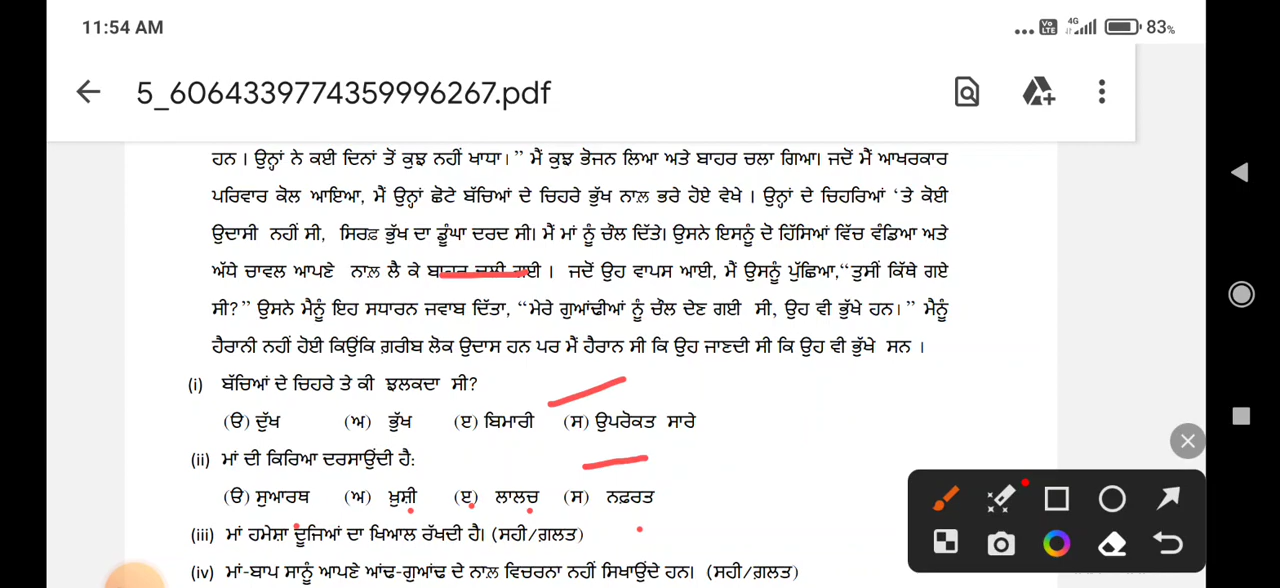 11:54 AM
Vo LTE 4G 83%
5_6064339774359996267.pdf
ਹਨ। ਉਨ੍ਹਾਂ ਨੇ ਕਈ ਦਿਨਾਂ ਤੋਂ ਕੁਝ ਨਹੀਂ ਖਾਧਾ।” ਮੈਂ ਕੁਝ ਭੋਜਨ ਲਿਆ ਅਤੇ ਬਾਹਰ ਚਲਾ ਗਿਆ। ਜਦੋਂ ਮੈਂ ਆਖਰਕਾਰ
ਪਰਿਵਾਰ ਕੋਲ ਆਇਆ, ਮੈਂ ਉਨ੍ਹਾਂ ਛੋਟੇ ਬੱਚਿਆਂ ਦੇ ਚਿਹਰੇ ਭੁੱਖ ਨਾਲ਼ ਭਰੇ ਹੋਏ ਵੇਖੇ । ਉਨ੍ਹਾਂ ਦੇ ਚਿਹਰਿਆਂ ‘ਤੇ ਕੋਈ
ਉਦਾਸੀ ਨਹੀਂ ਸੀ, ਸਿਰਫ਼ ਭੁੱਖ ਦਾ ਡੂੰਘਾ ਦਰਦ ਸੀ। ਮੈਂ ਮਾਂ ਨੂੰ ਚੌਲ ਦਿੱਤੇ। ਉਸਨੇ ਇਸਨੂੰ ਦੋ ਹਿੱਸਿਆਂ ਵਿੱਚ ਵੰਡਿਆ ਅਤੇ
ਅੱਧੇ ਚਾਵਲ ਆਪਣੇ ਨਾਲ਼ ਲੈ ਕੇ ਬਾਹਰ ਚਲੀ ਗਈ । ਜਦੋਂ ਉਹ ਵਾਪਸ ਆਈ, ਮੈਂ ਉਸਨੂੰ ਪੁੱਛਿਆ,“ਤੁਸੀਂ ਕਿੱਥੇ ਗਏ
ਸੀ?” ਉਸਨੇ ਮੈਨੂੰ ਇਹ ਸਧਾਰਨ ਜਵਾਬ ਦਿੱਤਾ, “ਮੇਰੇ ਗੁਆਂਢੀਆਂ ਨੂੰ ਚੌਲ ਦੇਣ ਗਈ ਸੀ, ਉਹ ਵੀ ਭੁੱਖੇ ਹਨ।” ਮੈਨੂੰ
ਹੈਰਾਨੀ ਨਹੀਂ ਹੋਈ ਕਿਉਂਕਿ ਗ਼ਰੀਬ ਲੋਕ ਉਦਾਸ ਹਨ ਪਰ ਮੈਂ ਹੈਰਾਨ ਸੀ ਕਿ ਉਹ ਜਾਣਦੀ ਸੀ ਕਿ ਉਹ ਵੀ ਭੁੱਖੇ ਸਨ ।
(i) ਬੱਚਿਆਂ ਦੇ ਚਿਹਰੇ ਤੇ ਕੀ ਝਲਕਦਾ ਸੀ?
(ੳ) ਦੁੱਖ (ਅ) ਭੁੱਖ (ੲ) ਬਿਮਾਰੀ (ਸ) ਉਪਰੋਕਤ ਸਾਰੇ
(ii) ਮਾਂ ਦੀ ਕਿਰਿਆ ਦਰਸਾਉਂਦੀ ਹੈ:
(ੳ) ਸੁਆਰਥ (ਅ) ਖ਼ੁਸ਼ੀ (ੲ) ਲਾਲਚ (ਸ) ਨਫ਼ਰਤ
(iii) ਮਾਂ ਹਮੇਸ਼ਾ ਦੂਜਿਆਂ ਦਾ ਖਿਆਲ ਰੱਖਦੀ ਹੈ। (ਸਹੀ/ਗ਼ਲਤ)
(iv) ਮਾਂ-ਬਾਪ ਸਾਨੂੰ ਆਪਣੇ ਆਂਢ-ਗੁਆਂਢ ਦੇ ਨਾਲ਼ ਵਿਚਰਨਾ ਨਹੀਂ ਸਿਖਾਉਂਦੇ ਹਨ। (ਸਹੀ/ਗ਼ਲਤ)